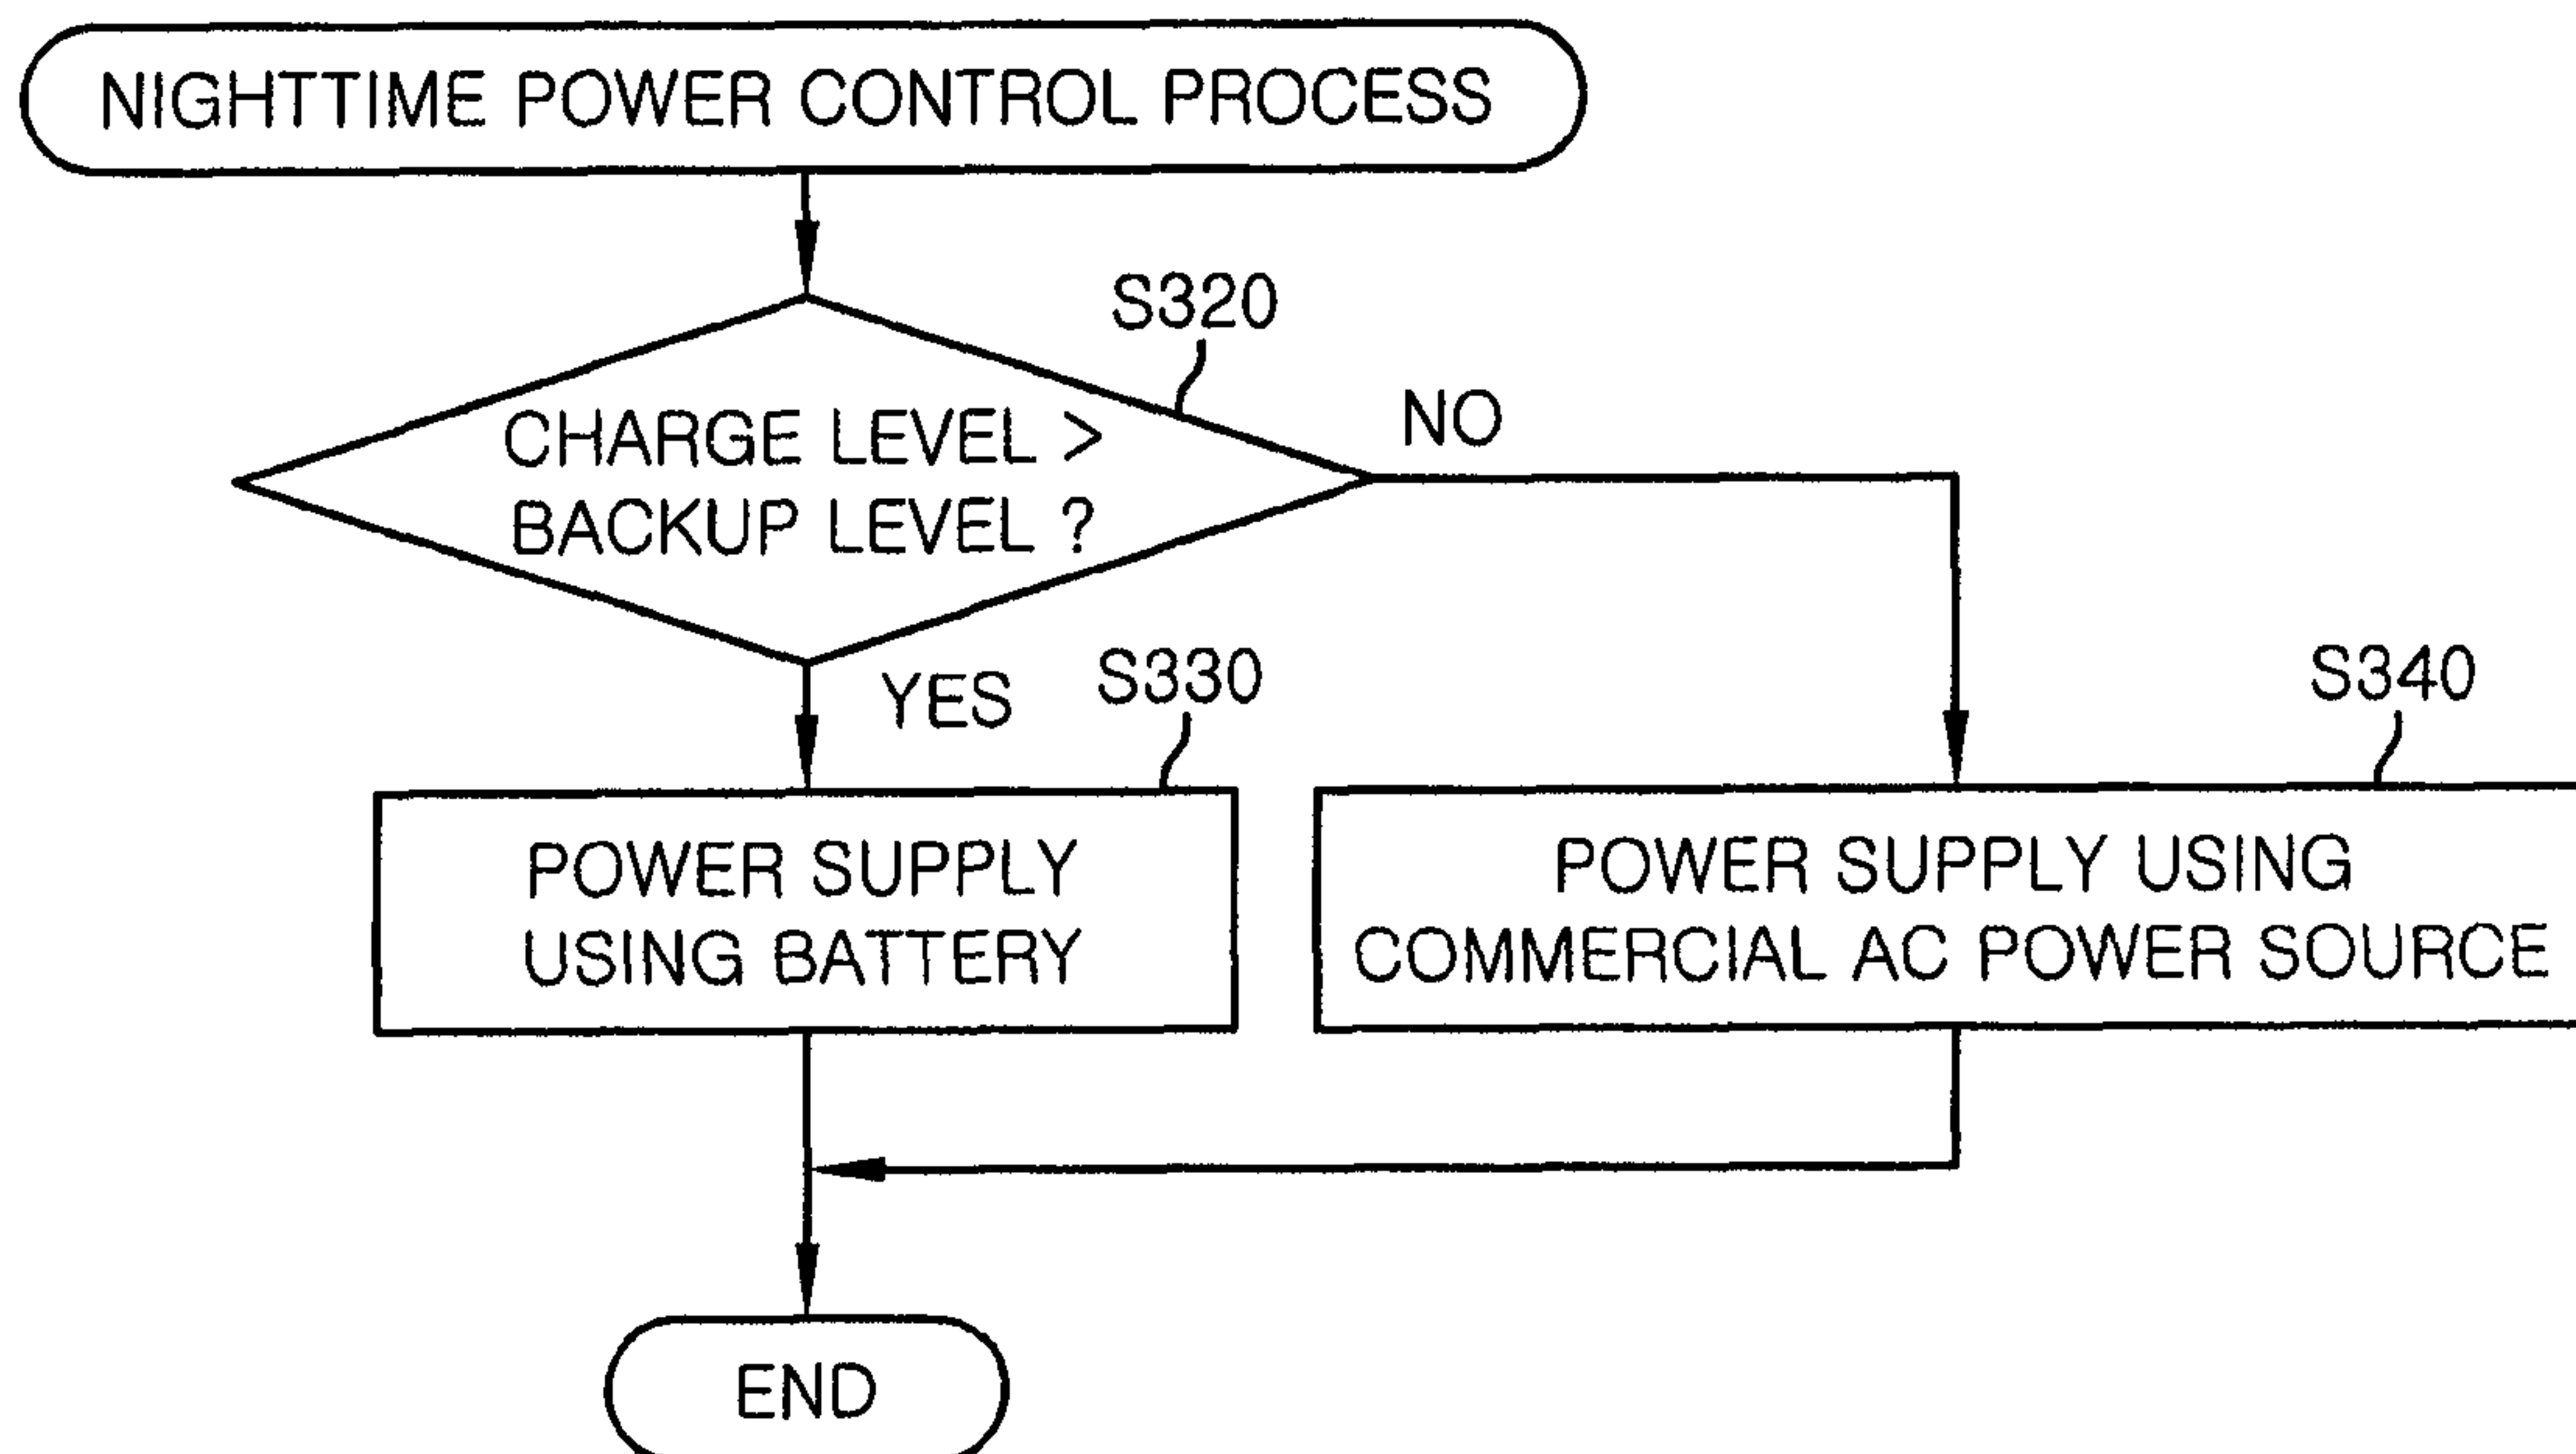 NIGHTTIME POWER CONTROL PROCESS
S320
CHARGE LEVEL >
BACKUP LEVEL ?
NO
YES
S330
S340
POWER SUPPLY
USING BATTERY
POWER SUPPLY USING
COMMERCIAL AC POWER SOURCE
END